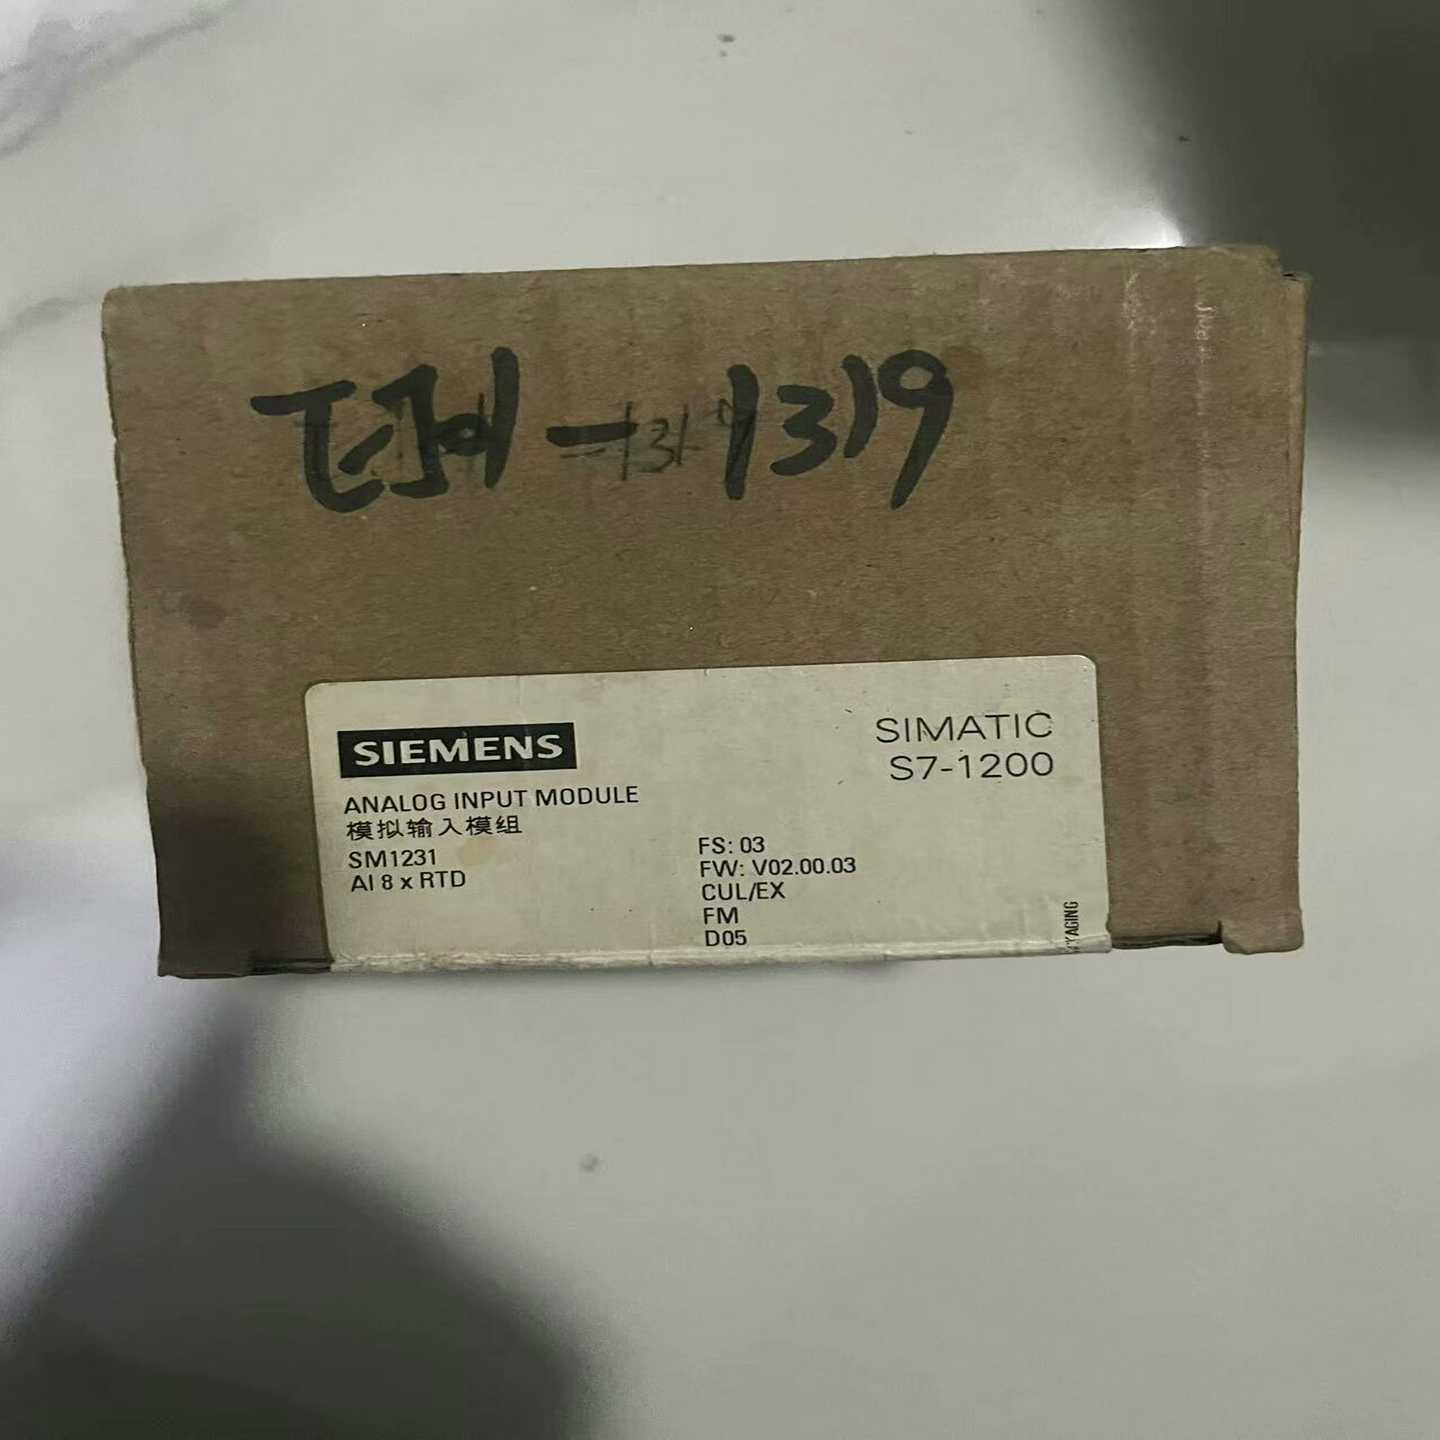 1319
SIEMENS
SIMATIC
S7-1200
ANALOG INPUT MODULE
模拟输入模组
SM1231
AI 8 x RTD
FS: 03
FW: V02.00.03
CUL/EX
FM
D05